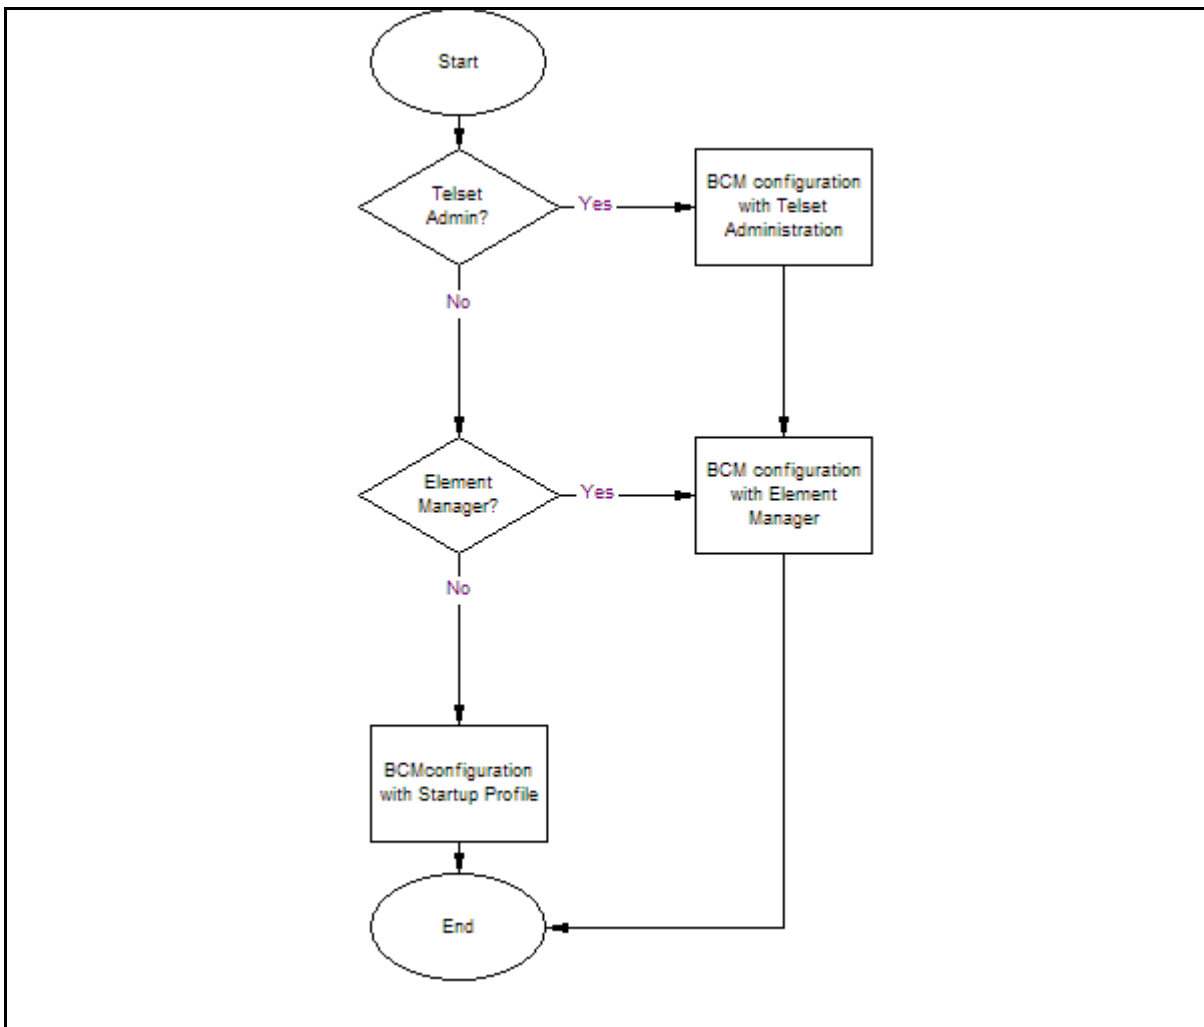 Start
Telset
Admin?
Yes
BCM configuration
with Telset
Administration
No
Element
Manager?
Yes
BCM configuration
with Element
Manager
No
BCMconfiguration
with Startup Profile
End